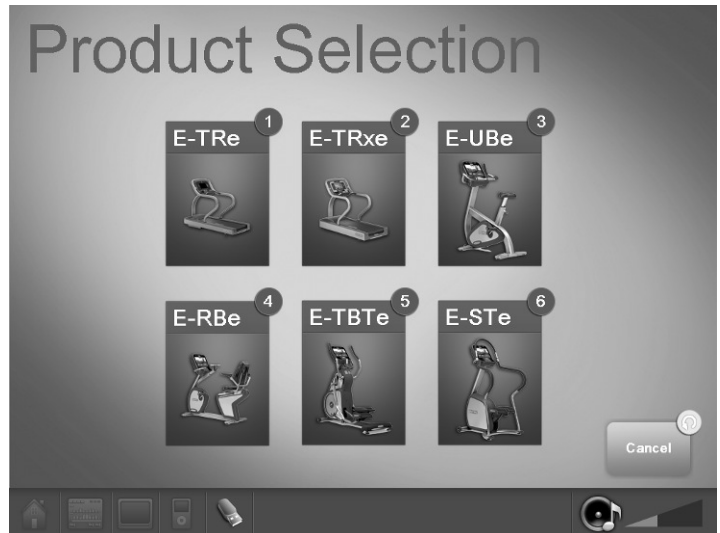 Product Selection
1 2 3
E-TRe E-TRxe E-UBe
4 5 6
E-RBe E-TBTe E-STe
Cancel